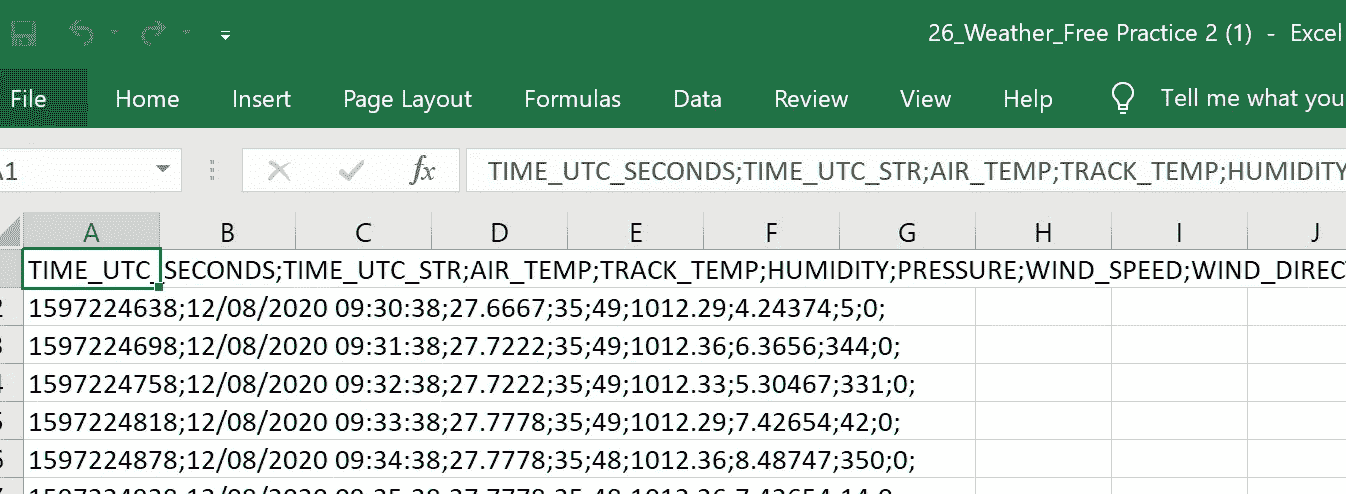 26_Weather_Free Practice 2 (1) - Excel
File Home Insert Page Layout Formulas Data Review View Help Tell me what you
A1 fx TIME_UTC_SECONDS;TIME_UTC_STR;AIR_TEMP;TRACK_TEMP;HUMIDITY
A B C D E F G H I J
TIME_UTC_SECONDS;TIME_UTC_STR;AIR_TEMP;TRACK_TEMP;HUMIDITY;PRESSURE;WIND_SPEED;WIND_DIRECT
2 1597224638;12/08/2020 09:30:38;27.6667;35;49;1012.29;4.24374;5;0;
3 1597224698;12/08/2020 09:31:38;27.7222;35;49;1012.36;6.3656;344;0;
4 1597224758;12/08/2020 09:32:38;27.7222;35;49;1012.33;5.30467;331;0;
5 1597224818;12/08/2020 09:33:38;27.7778;35;49;1012.29;7.42654;42;0;
6 1597224878;12/08/2020 09:34:38;27.7778;35;48;1012.36;8.48747;350;0;